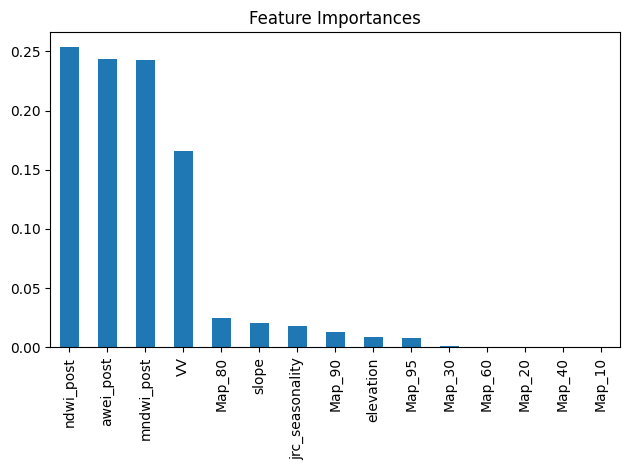 Feature Importances
0.25
0.20
0.15
0.10
0.05
0.00
ndwi_post
awei_post
mndwi_post
VV
Map_80
slope
jrc_seasonality
Map_90
elevation
Map_95
Map_30
Map_60
Map_20
Map_40
Map_10